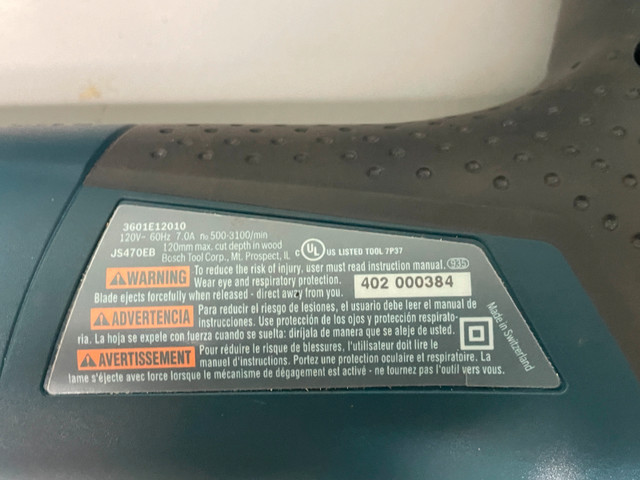 3601E12010
120V~ 60Hz 7.0A n₀ 500-3100/min
JS470EB 120mm max. cut depth in wood
Bosch Tool Corp., Mt. Prospect, IL c UL US LISTED TOOL 7P37
WARNING To reduce the risk of injury, user must read instruction manual. 935
Wear eye and respiratory protection.
Blade ejects forcefully when released - direct away from you.
402 000384
ADVERTENCIA Para reducir el riesgo de lesiones, el usuario debe leer el manual de
instrucciones. Use protección de los ojos y protección respirato-
ria. La hoja se expele con fuerza cuando se suelta: diríjala de manera que se aleje de usted.
AVERTISSEMENT Pour réduire le risque de blessures, l'utilisateur doit lire le
manuel d'instructions. Portez une protection oculaire et respiratoire. La
lame s'éjecte avec force lorsque le mécanisme de dégagement est activé - ne tournez pas l'outil vers vous.
Made in Switzerland